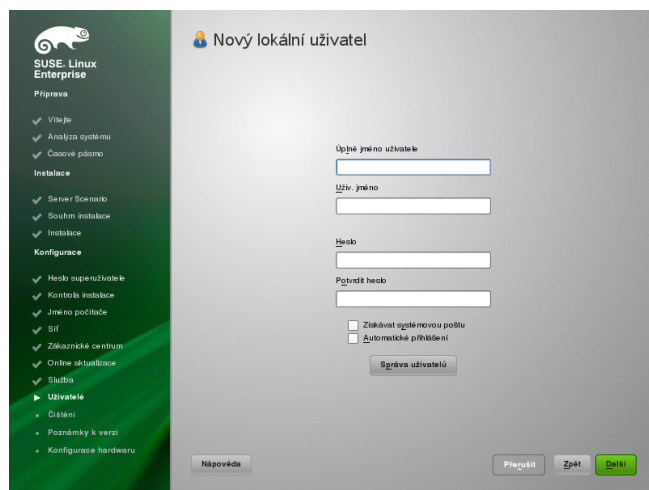 SUSE. Linux
Enterprise
Příprava
Vítejte
Analýza systému
Časové pásmo
Instalace
Server Scenario
Souhrn instalace
Instalace
Konfigurace
Heslo superuživatele
Kontrola instalace
Jméno počítače
Síť
Zákaznické centrum
Online aktualizace
Služba
Uživatelé
Čištění
Poznámky k verzi
Konfigurace hardwaru
Nový lokální uživatel
Úplné jméno uživatele
Uživ. jméno
Heslo
Potvrdit heslo
Získávat systémovou poštu
Automatické přihlášení
Správa uživatelů
Nápověda
Přerušit
Zpět
Další